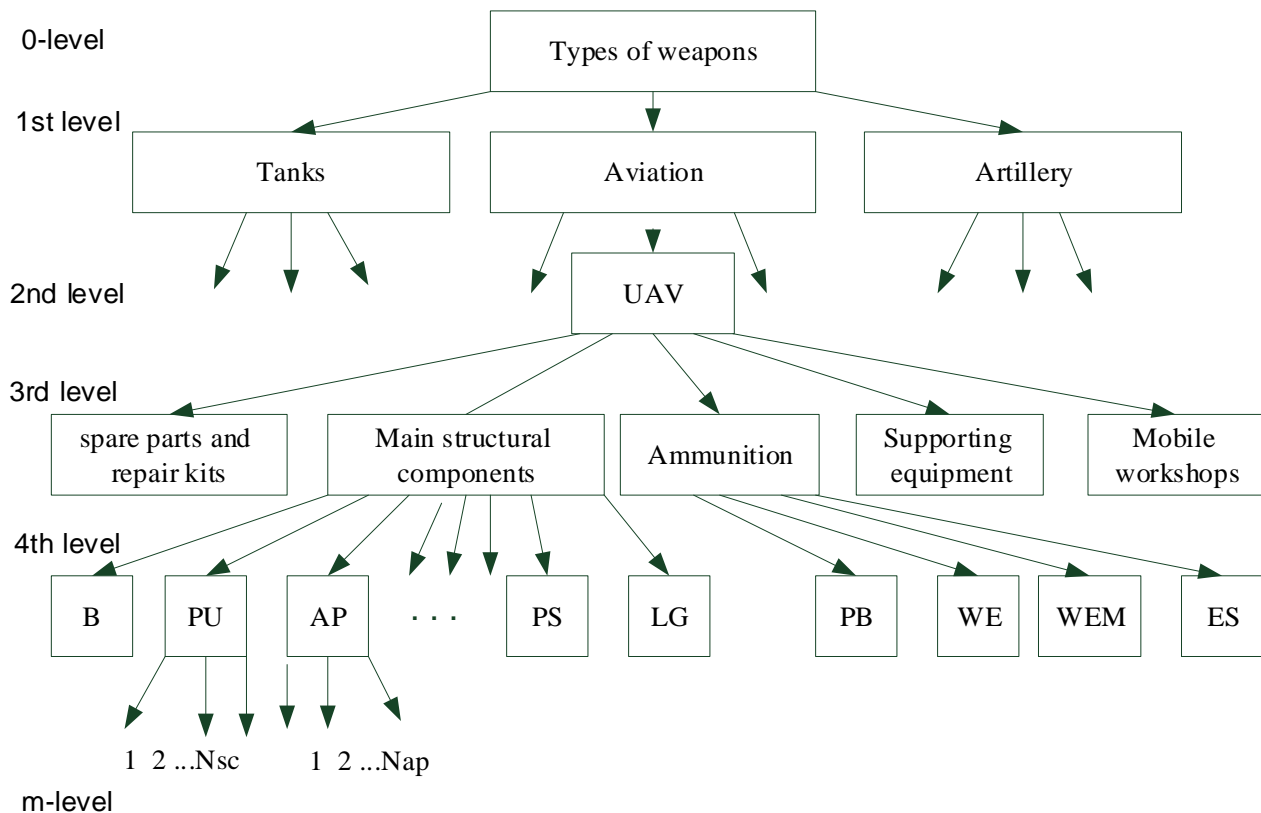 0-level
Types of weapons
1st level
Tanks
Aviation
Artillery
2nd level
UAV
3rd level
spare parts and
repair kits
Main structural
components
Ammunition
Supporting
equipment
Mobile
workshops
4th level
B
PU
AP
. . .
PS
LG
PB
WE
WEM
ES
1 2 ...Nsc
1 2 ...Nap
m-level